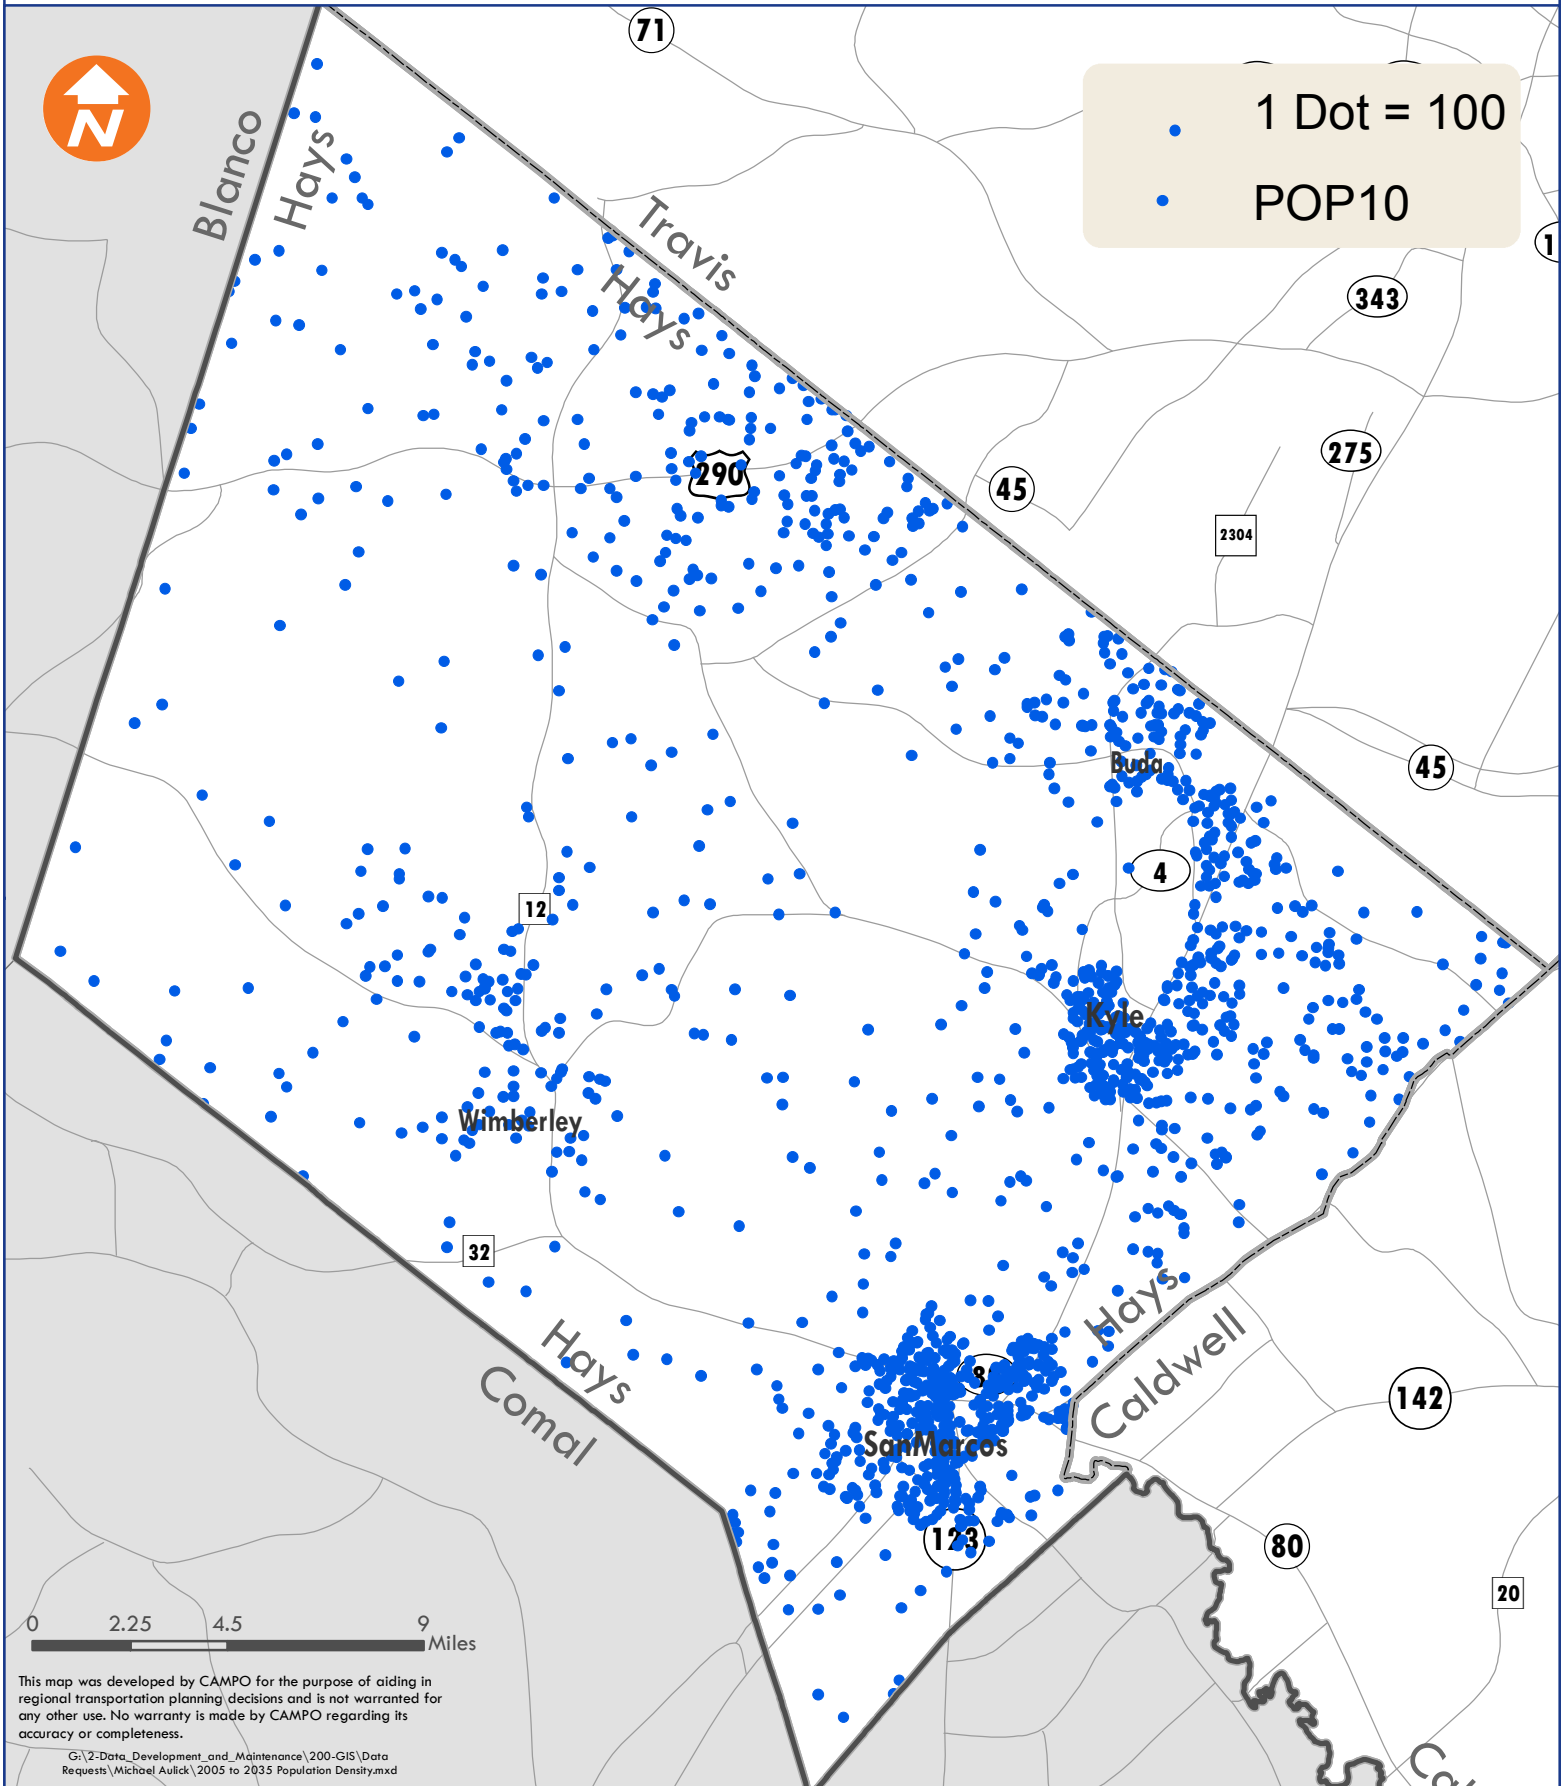 71
1 Dot = 100
POP10
N
Blanco
Hays
Travis
Hays
1
343
275
290
45
2304
Buda
45
4
12
Kyle
Wimberley
32
Hays
Caldwell
Hays
Comal
142
SanMarcos
123
80
20
0 2.25 4.5 9
Miles
This map was developed by CAMPO for the purpose of aiding in
regional transportation planning decisions and is not warranted for
any other use. No warranty is made by CAMPO regarding its
accuracy or completeness.
G:\2-Data_Development_and_Maintenance\200-GIS\Data
Requests\Michael Aulick\2005 to 2035 Population Density.mxd